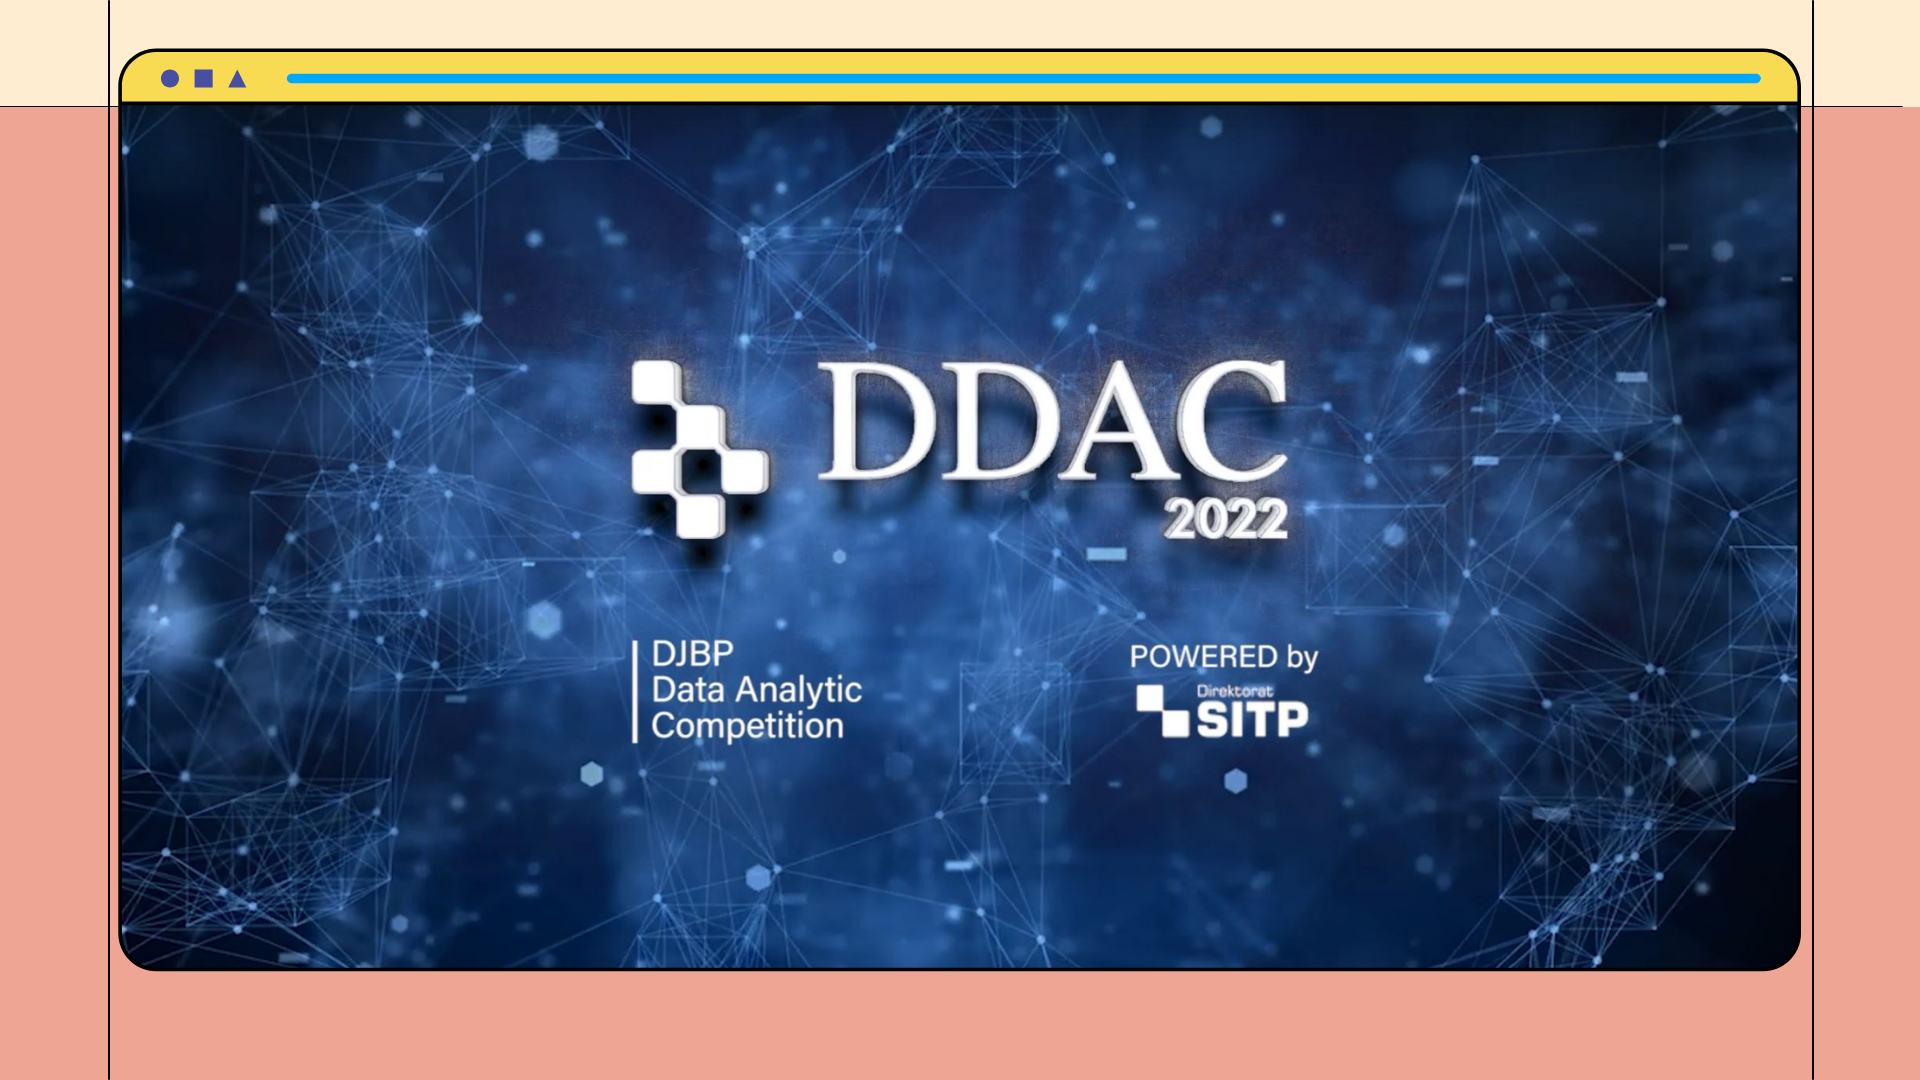 DDAC
2022
DJBP
Data Analytic
Competition
POWERED by
Direktorat
SITP